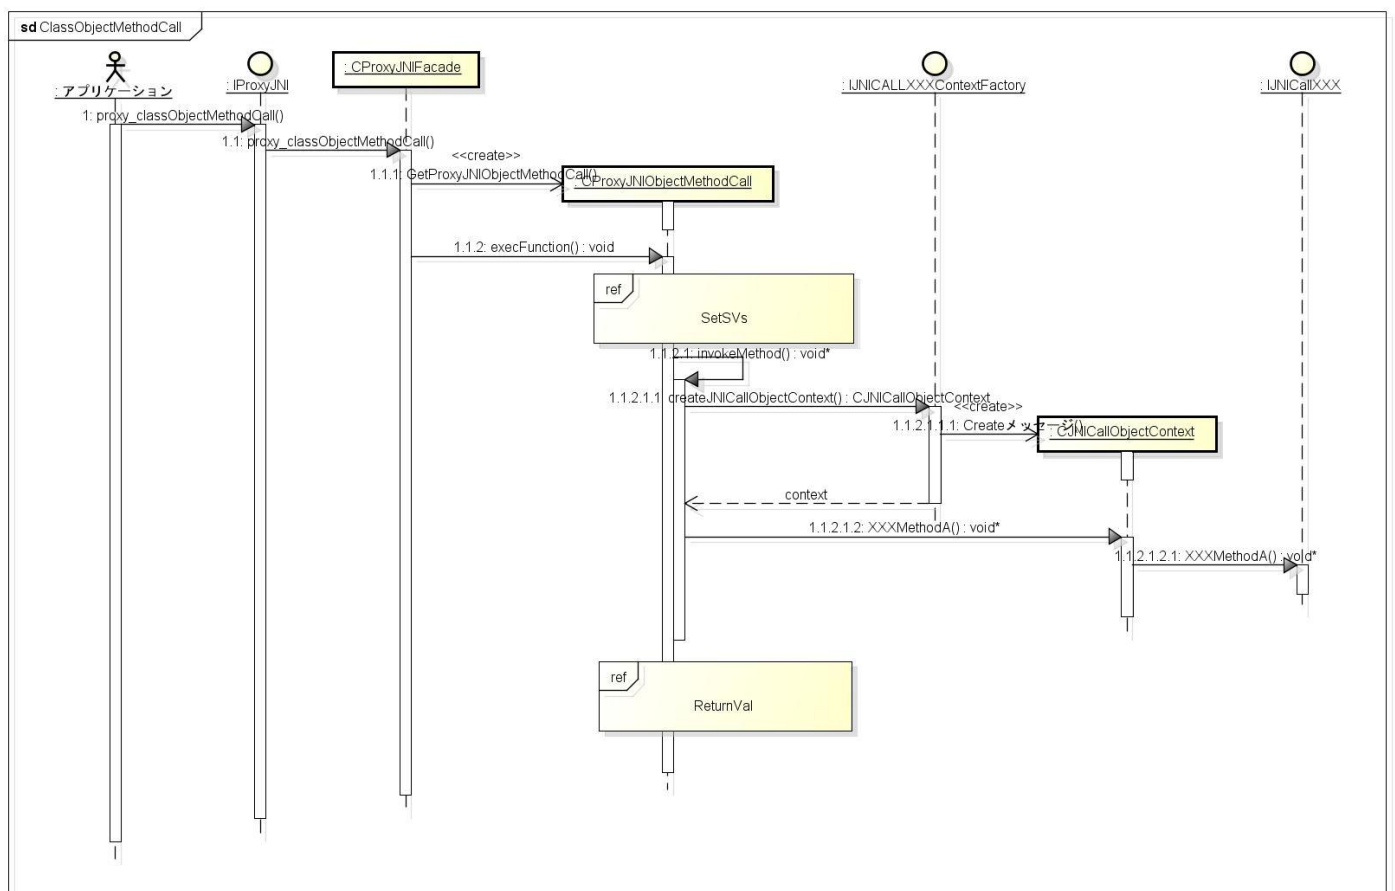 sd ClassObjectMethodCall
: アプリケーション
: IProxyJNI
: CProxyJNIFacade
: IJNICALLXXXContextFactory
: IJNICallXXX
1: proxy_classObjectMethodCall()
1.1: proxy_classObjectMethodCall()
<<create>>
1.1.1: GetProxyJNIObjectMethodCall()
: CProxyJNIObjectMethodCall
1.1.2: execFunction() : void
ref
SetSVs
1.1.2.1: invokeMethod() : void*
1.1.2.1.1: createJNICallObjectContext() : CJNICallObjectContext
<<create>>
1.1.2.1.1.1: Createメッセージ()
: CJNICallObjectContext
context
1.1.2.1.2: XXXMethodA() : void*
1.1.2.1.2.1: XXXMethodA() : void*
ref
ReturnVal